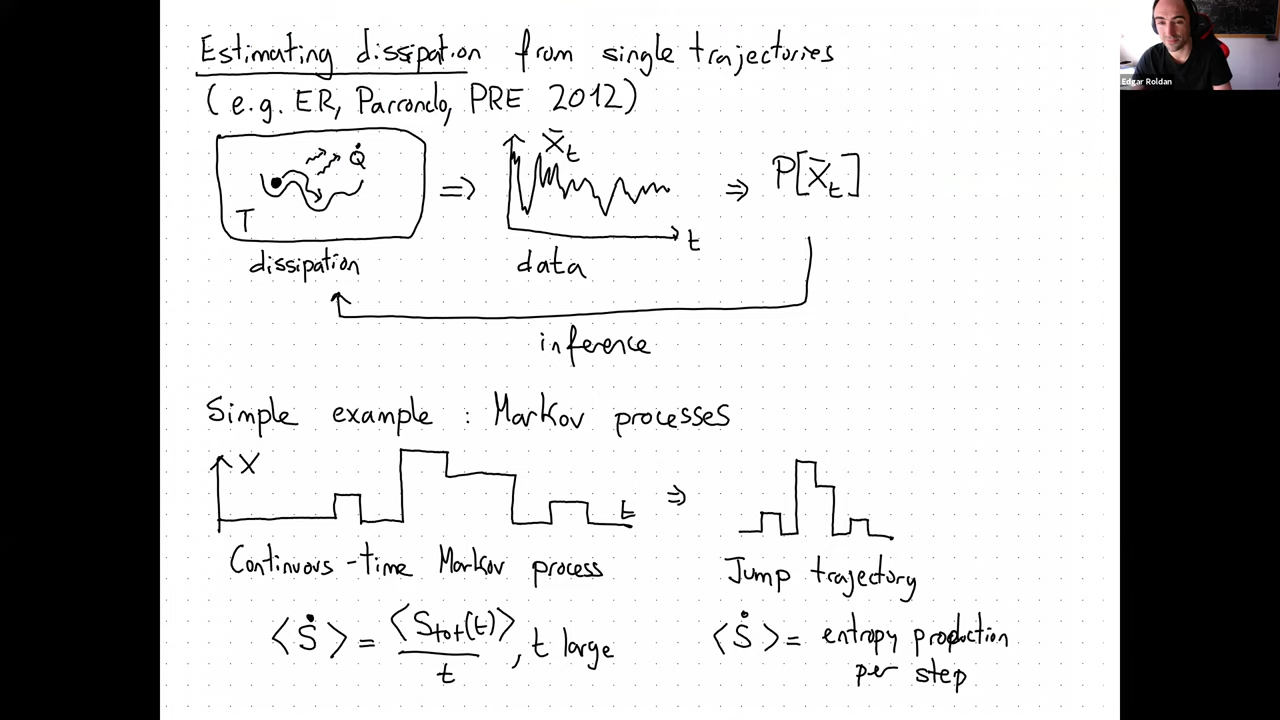 Estimating dissipation from single trajectories
(e.g. ER, Parrondo, PRE 2012)
Edgar Roldan
Q̇
T
X̄t
t
⇒ ⇒ P[X̄t]
dissipation
data
inference
Simple example : Markov processes
X
t
⇒
Continuous-time Markov process
Jump trajectory
⟨Ṡ⟩ = ⟨Stot(t)⟩ / t , t large
⟨Ṡ⟩ = entropy production
per step